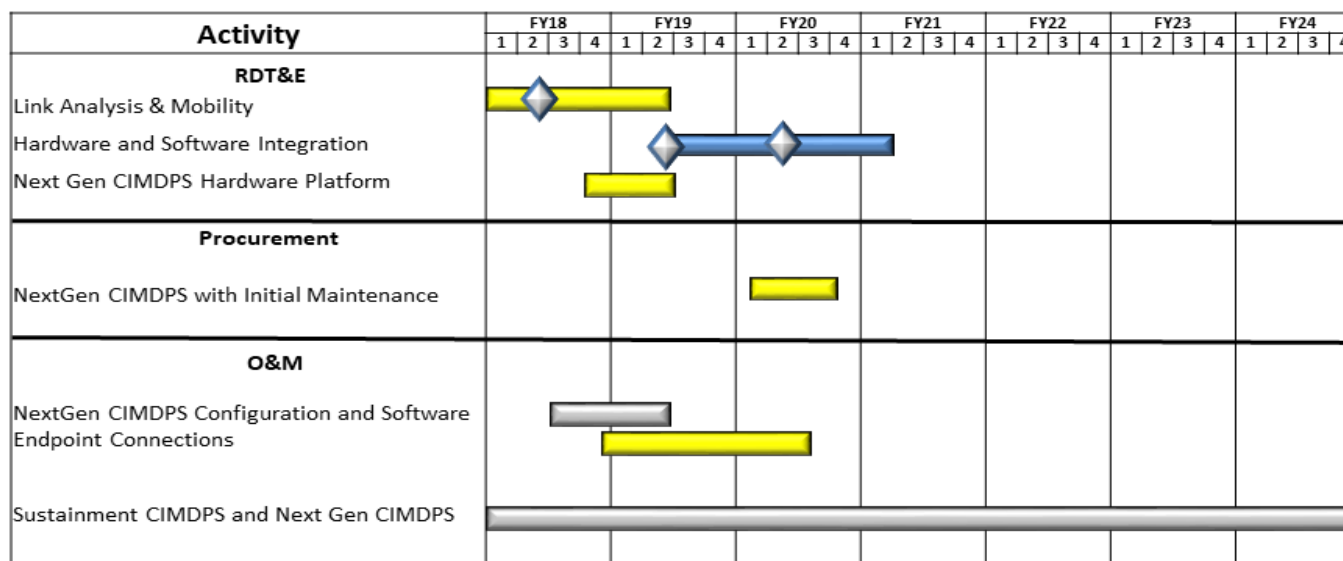 Activity
FY18 FY19 FY20 FY21 FY22 FY23 FY24
1 2 3 4 1 2 3 4 1 2 3 4 1 2 3 4 1 2 3 4 1 2 3 4 1 2 3 4
RDT&E
Link Analysis & Mobility
Hardware and Software Integration
Next Gen CIMDPS Hardware Platform
Procurement
NextGen CIMDPS with Initial Maintenance
O&M
NextGen CIMDPS Configuration and Software
Endpoint Connections
Sustainment CIMDPS and Next Gen CIMDPS